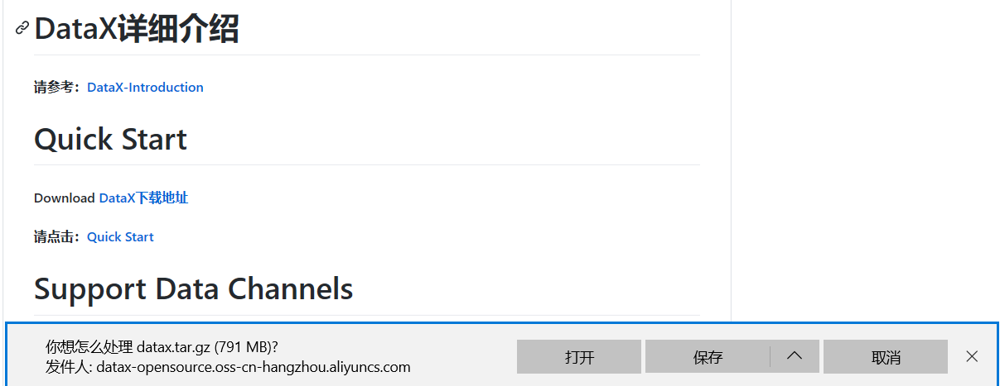 DataX详细介绍
请参考：DataX-Introduction
Quick Start
Download DataX下载地址
请点击：Quick Start
Support Data Channels
你想怎么处理 datax.tar.gz (791 MB)?
发件人: datax-opensource.oss-cn-hangzhou.aliyuncs.com
打开
保存
取消